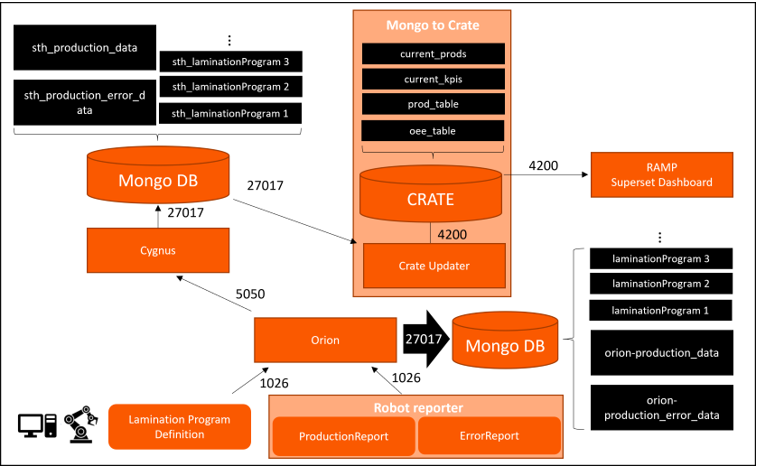 sth_production_data
sth_production_error_d
ata
⋮
sth_laminationProgram 3
sth_laminationProgram 2
sth_laminationProgram 1
Mongo to Crate
current_prods
current_kpis
prod_table
oee_table
Mongo DB
27017
27017
CRATE
4200
4200
RAMP
Superset Dashboard
Cygnus
Crate Updater
5050
Orion
27017
Mongo DB
⋮
laminationProgram 3
laminationProgram 2
laminationProgram 1
orion-production_data
orion-
production_error_data
1026
1026
Lamination Program
Definition
Robot reporter
ProductionReport
ErrorReport